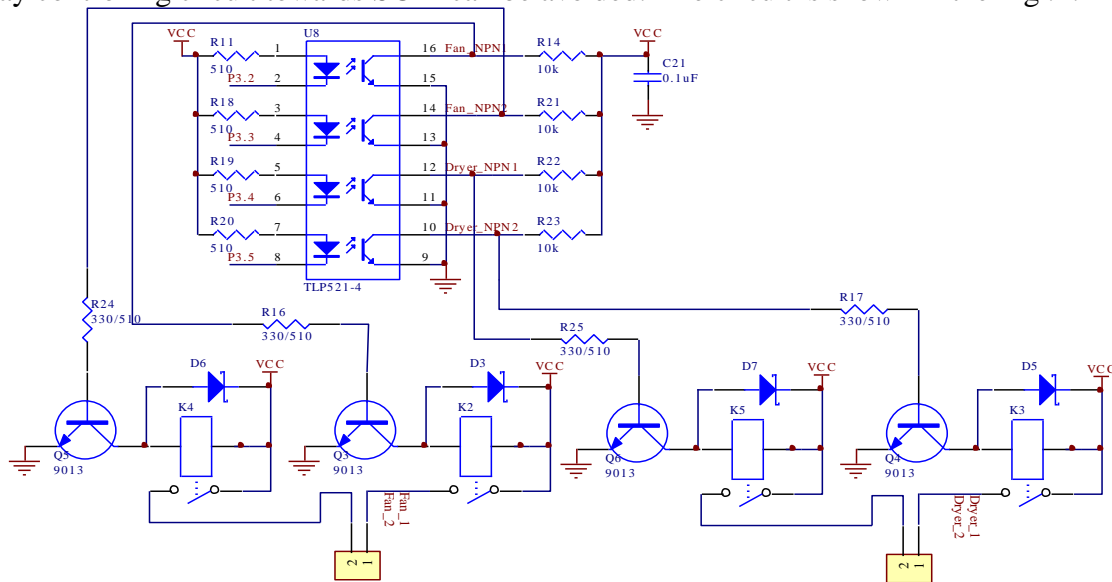 VCC
R11
510
P3.2
R18
510
P3.3
R19
510
P3.4
R20
510
P3.5
U8
1
2
3
4
5
6
7
8
TLP521-4
16
15
14
13
12
11
10
9
Fan_NPN1
Fan_NPN2
Dryer_NPN1
Dryer_NPN2
R14
10k
R21
10k
R22
10k
R23
10k
VCC
C21
0.1uF
R24
330/510
R16
330/510
R25
330/510
R17
330/510
D6
VCC
K4
Q5
9013
D3
VCC
K2
Q3
9013
D7
VCC
K5
Q6
9013
D5
VCC
K3
Q4
9013
Fan_1
Fan_2
2
1
Dryer_1
Dryer_2
2
1